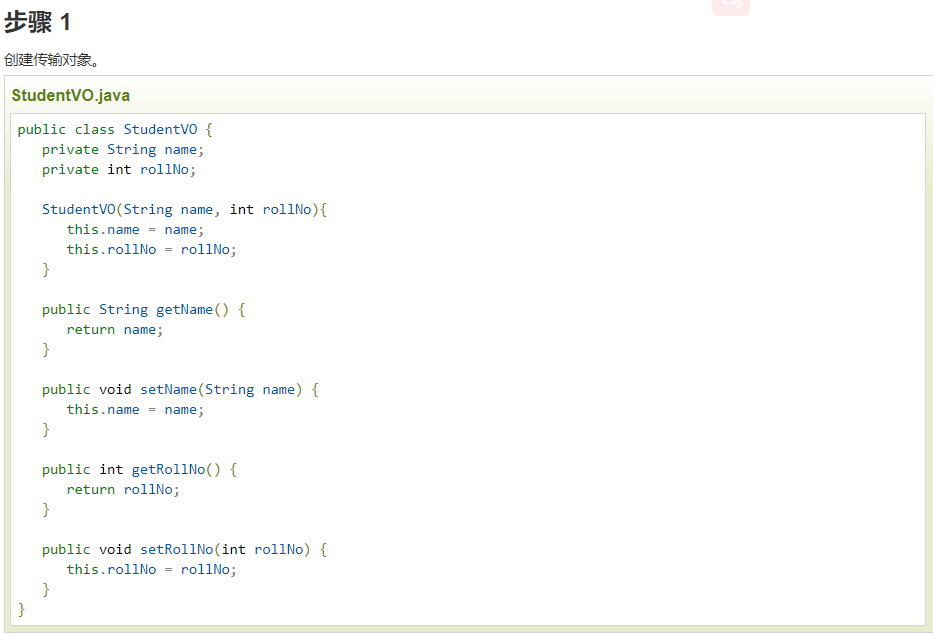 步骤 1
创建传输对象。
StudentVO.java
public class StudentVO {
private String name;
private int rollNo;
StudentVO(String name, int rollNo){
this.name = name;
this.rollNo = rollNo;
}
public String getName() {
return name;
}
public void setName(String name) {
this.name = name;
}
public int getRollNo() {
return rollNo;
}
public void setRollNo(int rollNo) {
this.rollNo = rollNo;
}
}